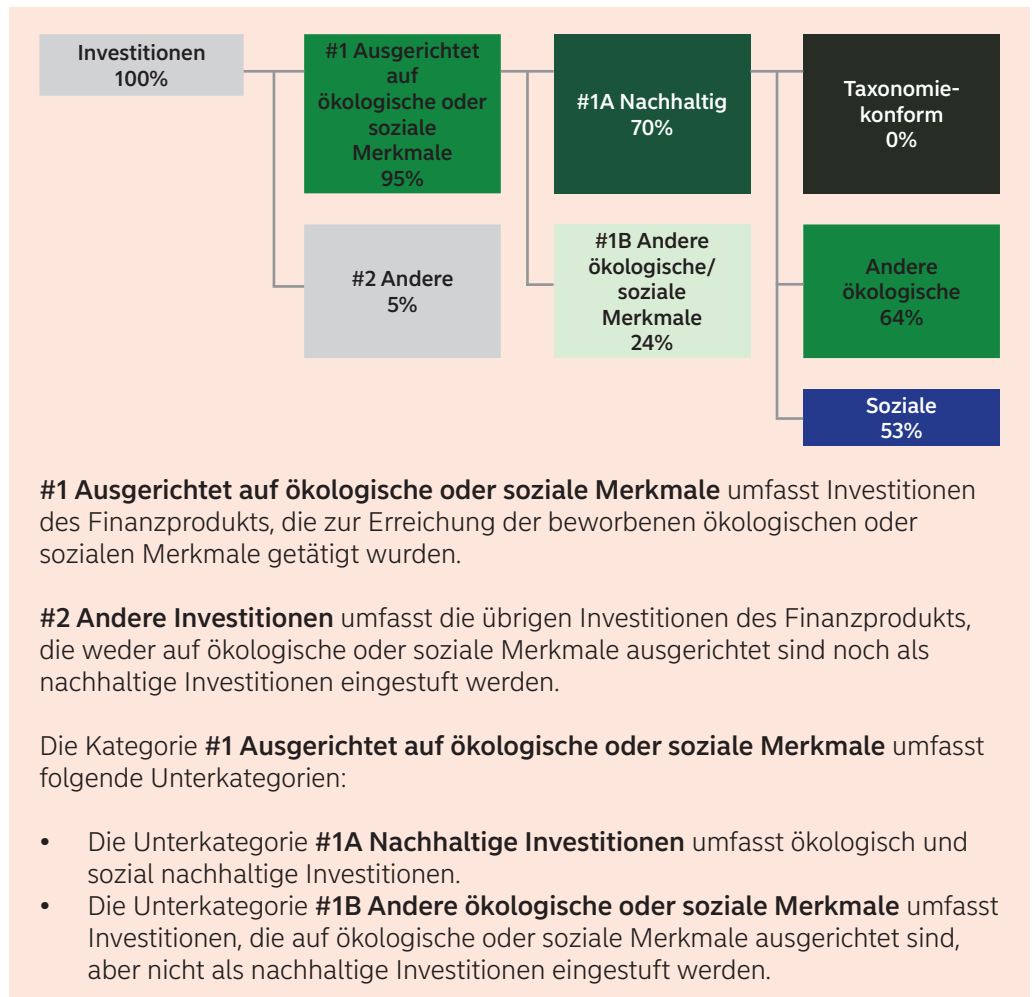 Investitionen
100%
#1 Ausgerichtet
auf
ökologische oder
soziale
Merkmale
95%
#1A Nachhaltig
70%
Taxonomie-
konform
0%
#2 Andere
5%
#1B Andere
ökologische/
soziale
Merkmale
24%
Andere
ökologische
64%
Soziale
53%
#1 Ausgerichtet auf ökologische oder soziale Merkmale umfasst Investitionen
des Finanzprodukts, die zur Erreichung der beworbenen ökologischen oder
sozialen Merkmale getätigt wurden.
#2 Andere Investitionen umfasst die übrigen Investitionen des Finanzprodukts,
die weder auf ökologische oder soziale Merkmale ausgerichtet sind noch als
nachhaltige Investitionen eingestuft werden.
Die Kategorie #1 Ausgerichtet auf ökologische oder soziale Merkmale umfasst
folgende Unterkategorien:
• Die Unterkategorie #1A Nachhaltige Investitionen umfasst ökologisch und
sozial nachhaltige Investitionen.
• Die Unterkategorie #1B Andere ökologische oder soziale Merkmale umfasst
Investitionen, die auf ökologische oder soziale Merkmale ausgerichtet sind,
aber nicht als nachhaltige Investitionen eingestuft werden.